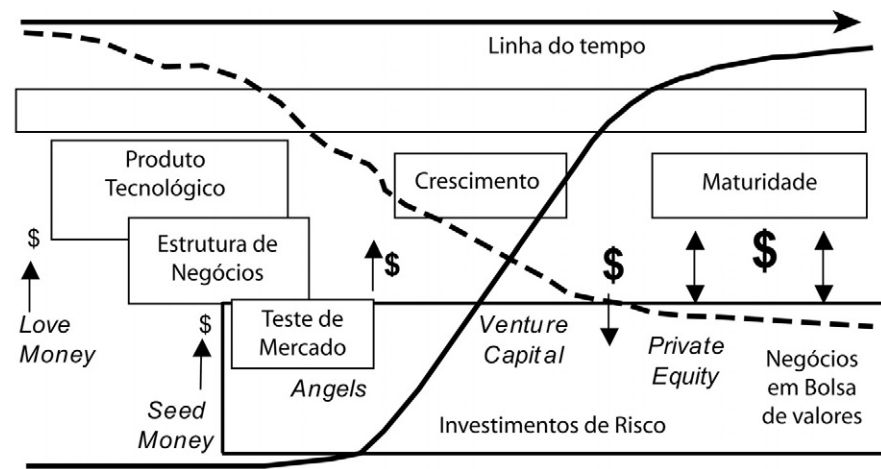 Linha do tempo
Produto
Tecnológico
Crescimento
Maturidade
$
Estrutura de
Negócios
$
$
$
Love
Money
$
Teste de
Mercado
Venture
Capital
Private
Equity
Negócios
em Bolsa
de valores
Angels
Seed
Money
Investimentos de Risco